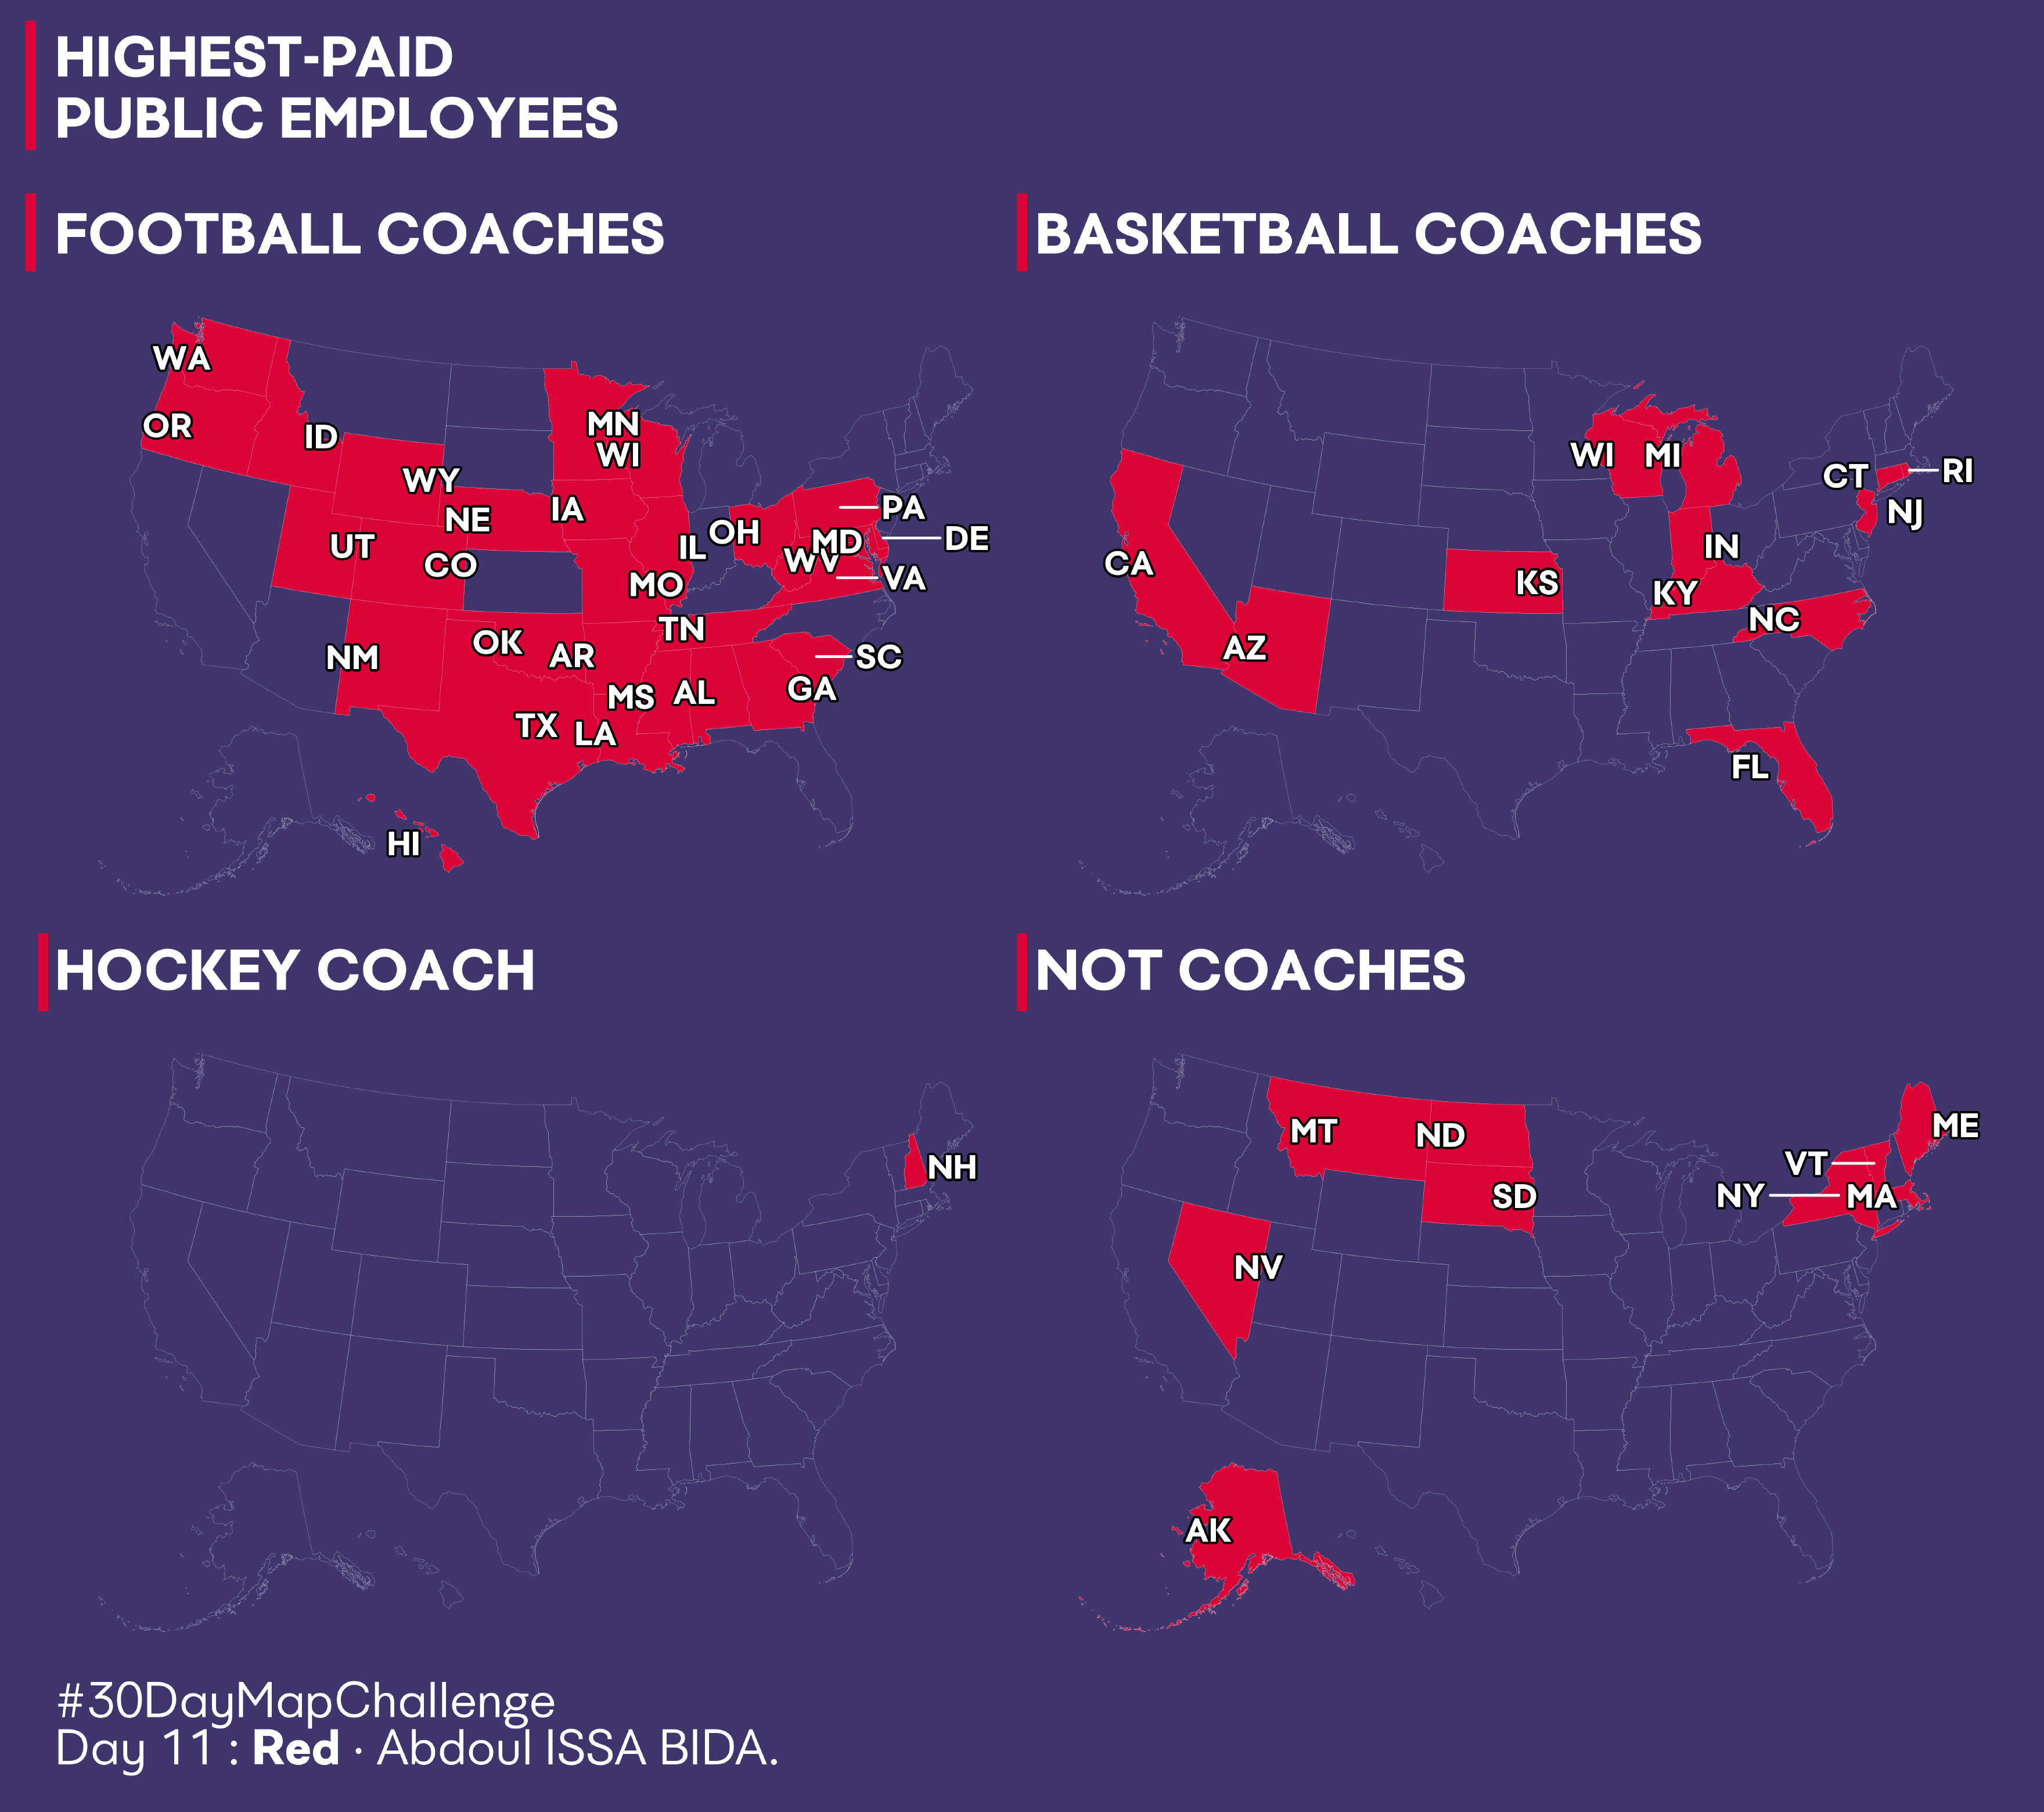 HIGHEST-PAID
PUBLIC EMPLOYEES
FOOTBALL COACHES
WA
OR
ID
MN
WI
WY
NE
IA
PA
UT
CO
IL
OH
MD
DE
WV
VA
MO
NM
OK
AR
TN
SC
MS
AL
GA
TX
LA
HI
BASKETBALL COACHES
WI
MI
CT
RI
NJ
CA
KS
IN
KY
NC
AZ
FL
HOCKEY COACH
NH
NOT COACHES
MT
ND
ME
VT
SD
NY
MA
NV
AK
#30DayMapChallenge
Day 11 : Red · Abdoul ISSA BIDA.